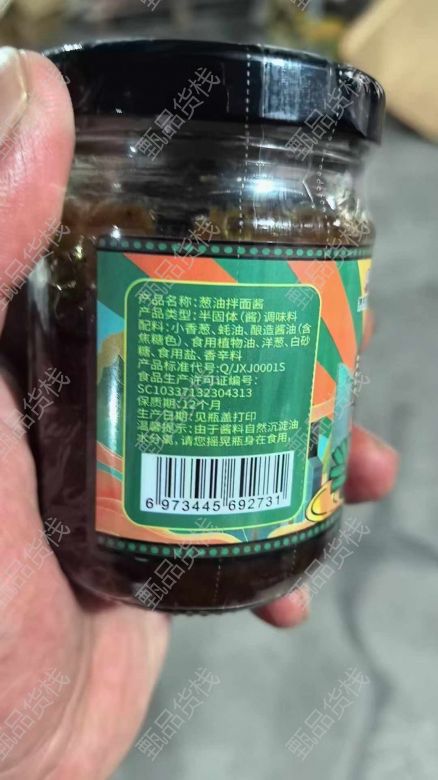 产品名称:葱油拌面酱
产品类型:半固体(酱)调味料
配料:小香葱、蚝油、酿造酱油(含
焦糖色)、食用植物油、洋葱、白砂
糖、食用盐、香辛料
产品标准代号:Q/JXJ0001S
食品生产许可证编号:
SC10337132304313
保质期:12个月
生产日期:见瓶盖打印
温馨提示:由于酱料自然沉淀油
水分离,请您摇晃瓶身在食用。
6 973445 692731
甄品货栈